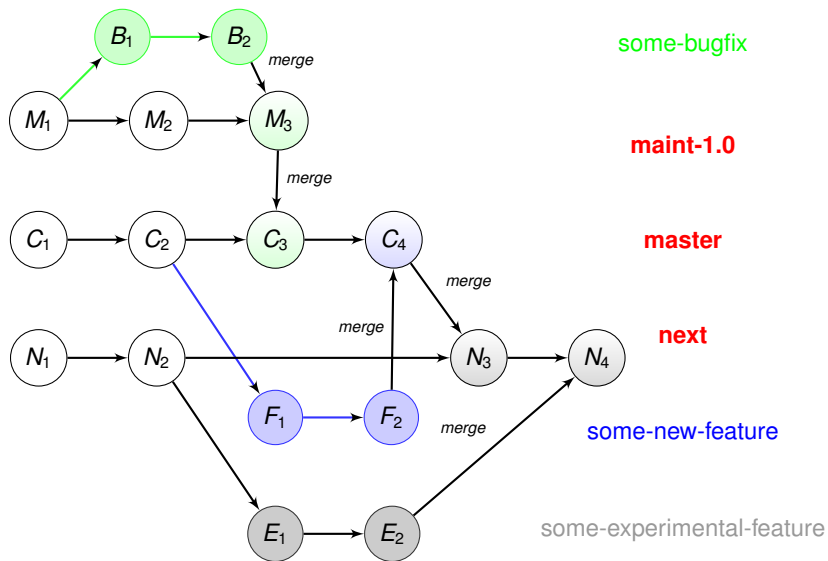 B1 B2 some-bugfix
merge
M1 M2 M3
maint-1.0
merge
C1 C2 C3 C4 master
merge
merge next
N1 N2 N3 N4
F1 F2 merge some-new-feature
E1 E2 some-experimental-feature